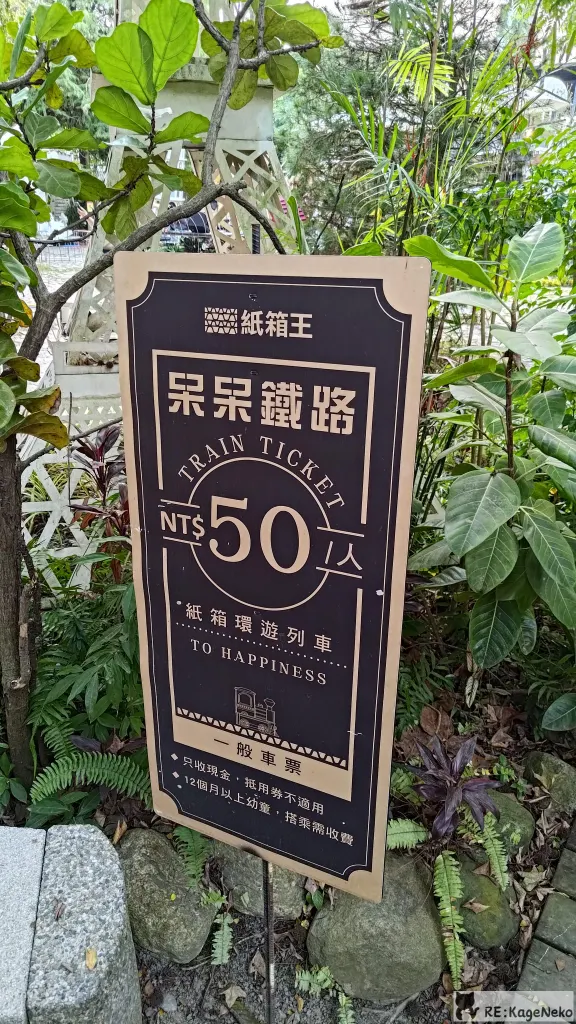 紙箱王
呆呆鐵路
TRAIN TICKET
NT$50/人
紙箱環遊列車
TO HAPPINESS
一般車票
◆ 只收現金，抵用券不適用
◆ 12個月以上幼童，搭乘需收費
RE:KageNeko